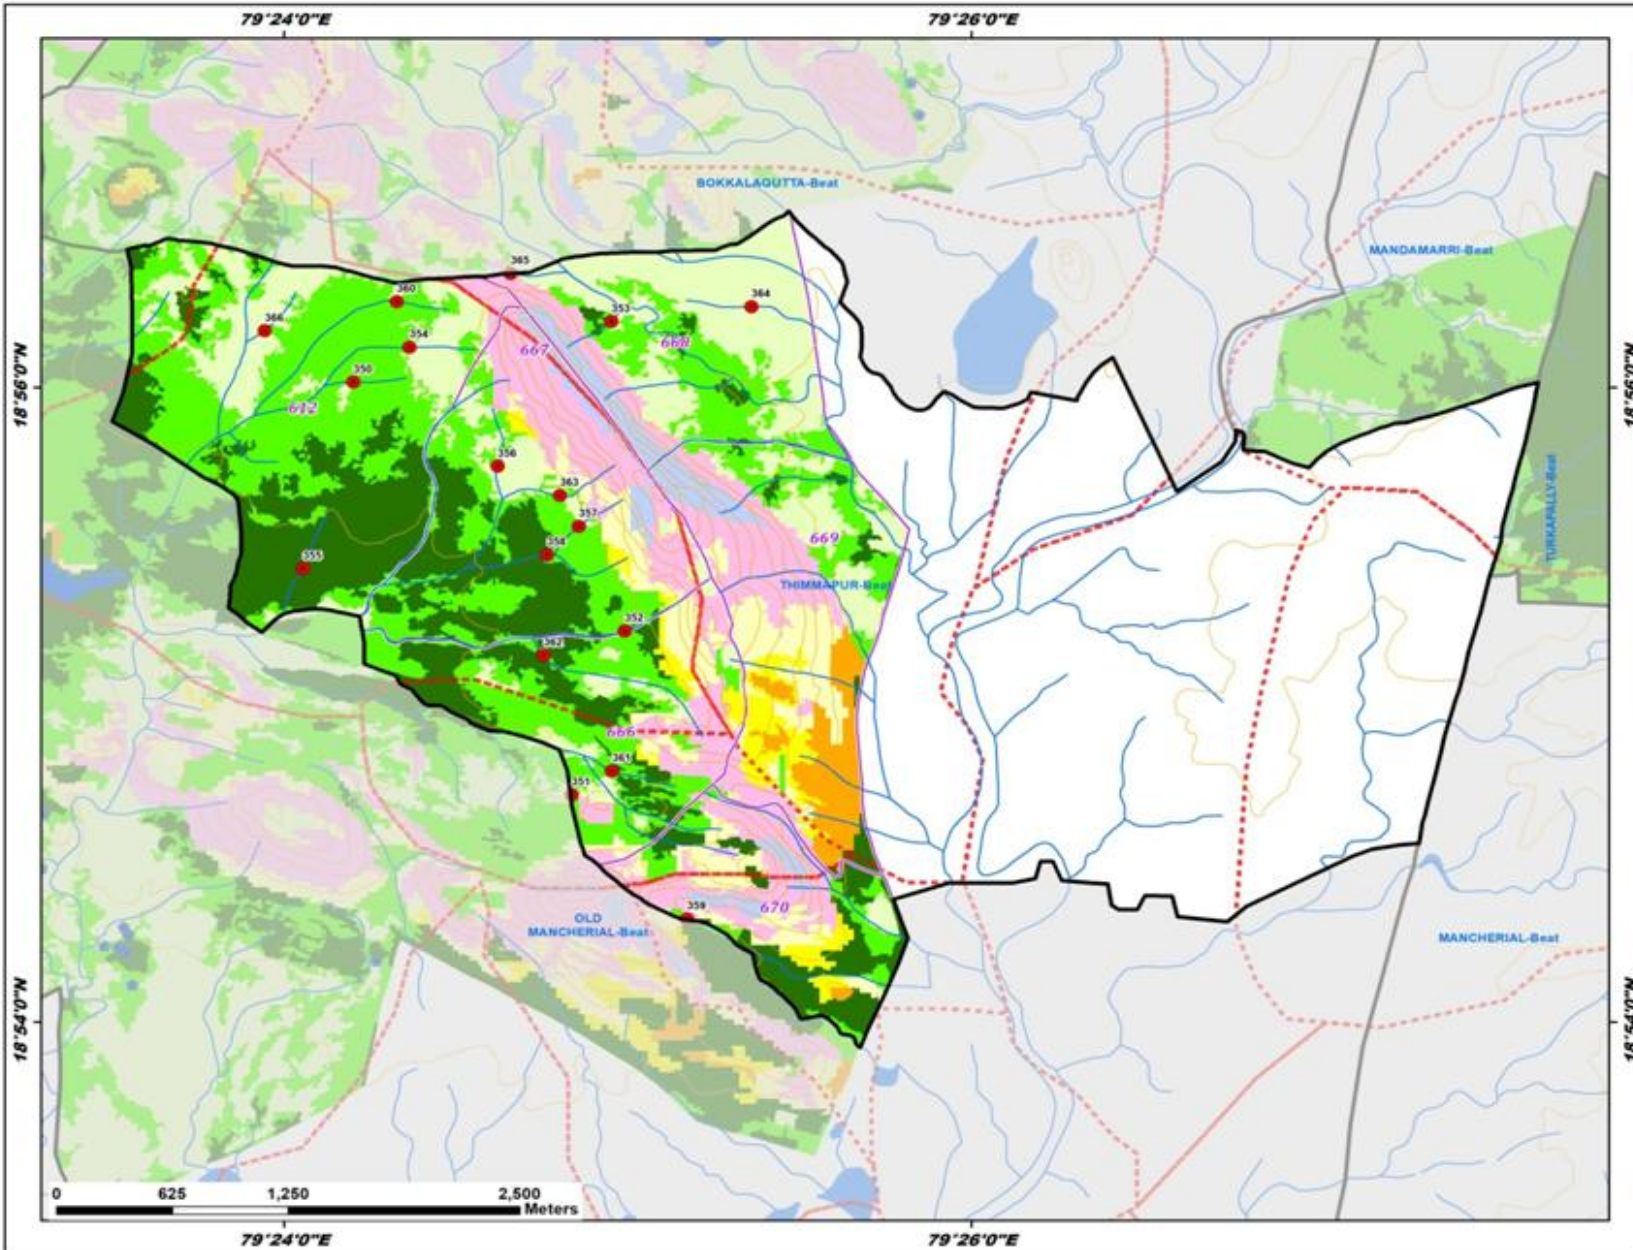 79°24'0"E
79°26'0"E
BOKKALAGUTTA-Beat
MANDAMARRI-Beat
365
360
364
353
366
354
668
667
18°56'0"N
18°56'0"N
350
612
356
TURKAPALLY-Beat
363
357
669
358
355
THIMMAPUR-Beat
352
362
666
361
351
359
670
OLD
MANCHERIAL-Beat
MANCHERIAL-Beat
18°54'0"N
18°54'0"N
0
625
1,250
2,500
Meters
79°24'0"E
79°26'0"E